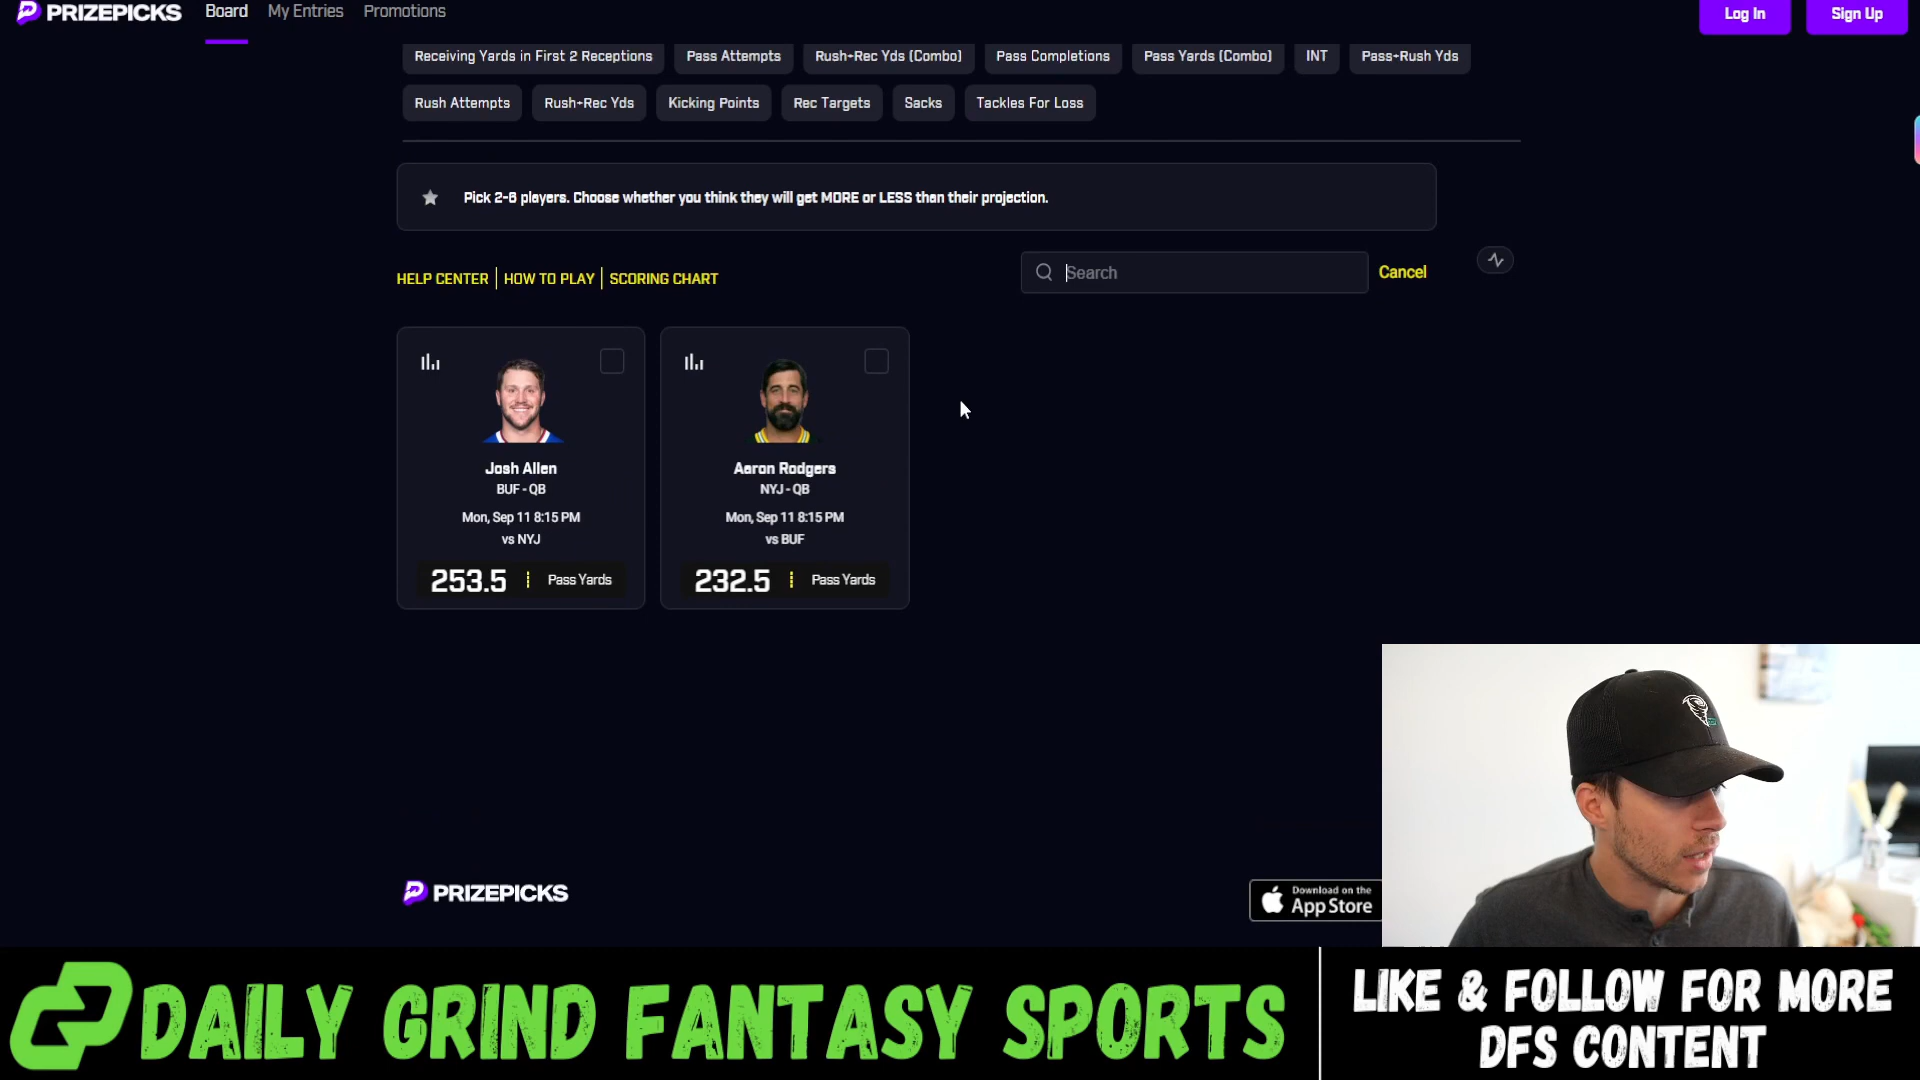 PRIZEPICKS Board My Entries Promotions Log In Sign Up
Receiving Yards in First 2 Receptions Pass Attempts Rush+Rec Yds (Combo) Pass Completions Pass Yards (Combo) INT Pass+Rush Yds
Rush Attempts Rush+Rec Yds Kicking Points Rec Targets Sacks Tackles For Loss
Pick 2-6 players. Choose whether you think they will get MORE or LESS than their projection.
HELP CENTER HOW TO PLAY SCORING CHART Search Cancel
Josh Allen
BUF - QB
Mon, Sep 11 8:15 PM
vs NYJ
253.5 Pass Yards
Aaron Rodgers
NYJ - QB
Mon, Sep 11 8:15 PM
vs BUF
232.5 Pass Yards
PRIZEPICKS
Download on the
App Store
DAILY GRIND FANTASY SPORTS
LIKE & FOLLOW FOR MORE
DFS CONTENT